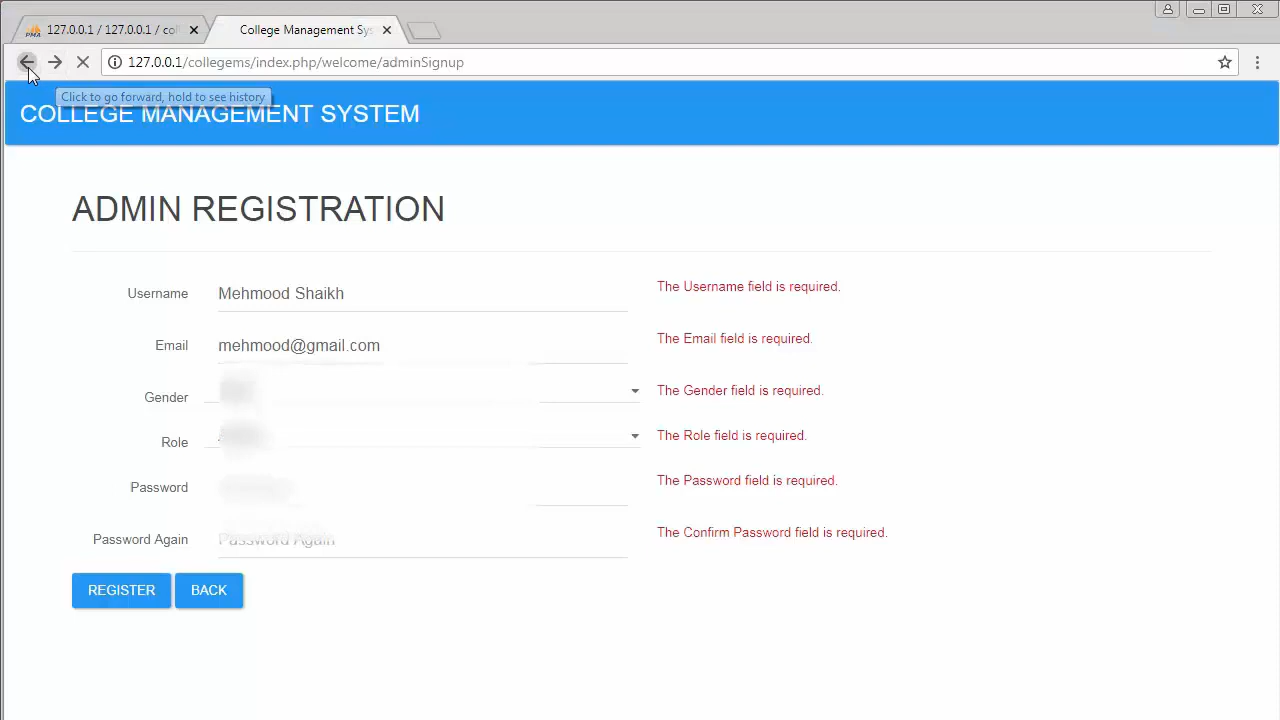 127.0.0.1 / 127.0.0.1 / col
College Management Sys
127.0.0.1/collegems/index.php/welcome/adminSignup
Click to go forward, hold to see history
COLLEGE MANAGEMENT SYSTEM
ADMIN REGISTRATION
Username Mehmood Shaikh The Username field is required.
Email mehmood@gmail.com The Email field is required.
Gender The Gender field is required.
Role The Role field is required.
Password The Password field is required.
Password Again Password Again The Confirm Password field is required.
REGISTER BACK